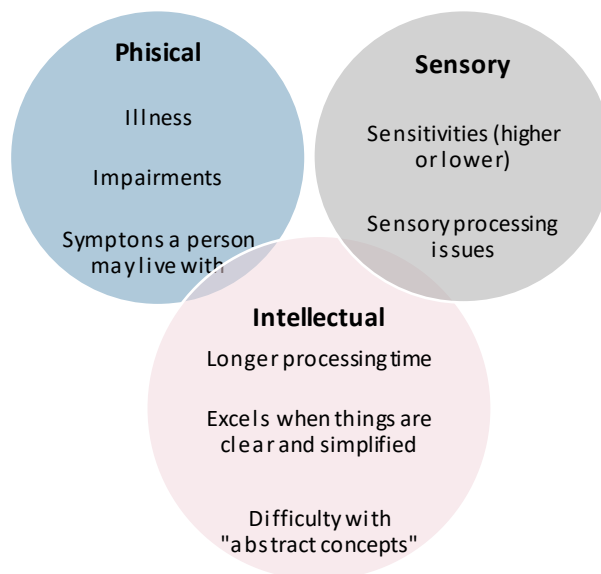 Phisical
Illness
Impairments
Symptons a person
may live with
Sensory
Sensitivities (higher
or lower)
Sensory processing
issues
Intellectual
Longer processing time
Excels when things are
clear and simplified
Difficulty with
"abstract concepts"